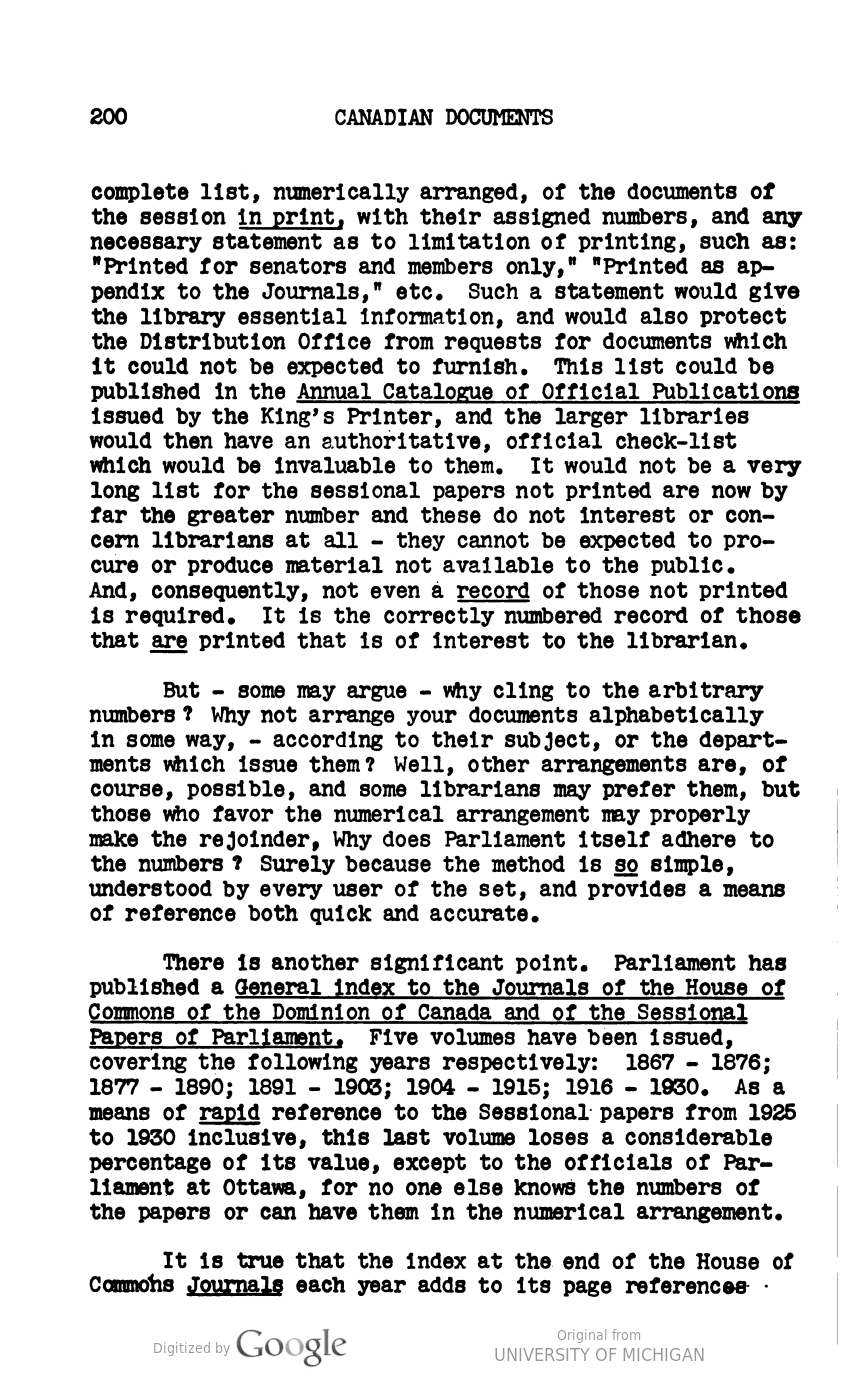 200 CANADIAN DOCUMENTS
complete list, numerically arranged, of the documents of
the session in print, with their assigned numbers, and any
necessary statement as to limitation of printing, such as:
"Printed for senators and members only," "Printed as ap-
pendix to the Journals," etc. Such a statement would give
the library essential information, and would also protect
the Distribution Office from requests for documents which
it could not be expected to furnish. This list could be
published in the Annual Catalogue of Official Publications
issued by the King's Printer, and the larger libraries
would then have an authoritative, official check-list
which would be invaluable to them. It would not be a very
long list for the sessional papers not printed are now by
far the greater number and these do not interest or con-
cern librarians at all - they cannot be expected to pro-
cure or produce material not available to the public.
And, consequently, not even a record of those not printed
is required. It is the correctly numbered record of those
that are printed that is of interest to the librarian.
But - some may argue - why cling to the arbitrary
numbers? Why not arrange your documents alphabetically
in some way, - according to their subject, or the depart-
ments which issue them? Well, other arrangements are, of
course, possible, and some librarians may prefer them, but
those who favor the numerical arrangement may properly
make the rejoinder, Why does Parliament itself adhere to
the numbers? Surely because the method is so simple,
understood by every user of the set, and provides a means
of reference both quick and accurate.
There is another significant point. Parliament has
published a General index to the Journals of the House of
Commons of the Dominion of Canada and of the Sessional
Papers of Parliament. Five volumes have been issued,
covering the following years respectively: 1867 - 1876;
1877 - 1890; 1891 - 1903; 1904 - 1915; 1916 - 1930. As a
means of rapid reference to the Sessional papers from 1925
to 1930 inclusive, this last volume loses a considerable
percentage of its value, except to the officials of Par-
liament at Ottawa, for no one else knows the numbers of
the papers or can have them in the numerical arrangement.
It is true that the index at the end of the House of
Commons Journals each year adds to its page references
Digitized by Google
Original from
UNIVERSITY OF MICHIGAN